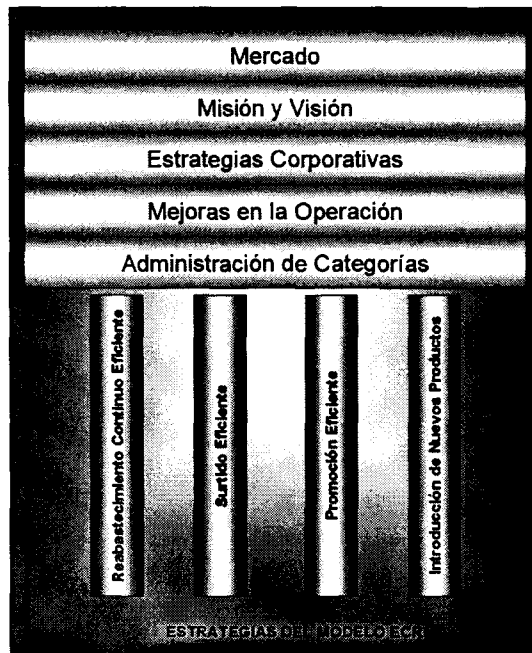 Mercado
Misión y Visión
Estrategias Corporativas
Mejoras en la Operación
Administración de Categorías
Reabastecimiento Continuo Eficiente
Surtido Eficiente
Promoción Eficiente
Introducción de Nuevos Productos
ESTRATEGIAS DEL MODELO ECR